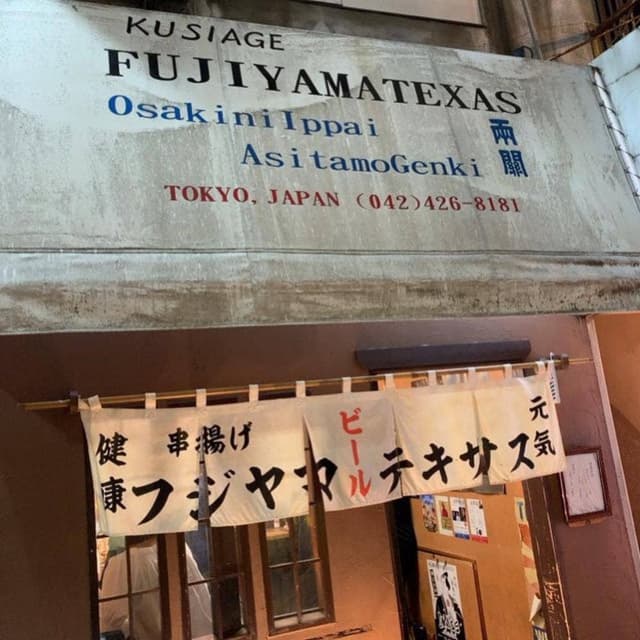 KUSIAGE
FUJIYAMATEXAS
OsakiniIppai
AsitamoGenki
両關
TOKYO, JAPAN (042)426-8181
健康
串揚げ
フジヤマテキサス
ビール
元気